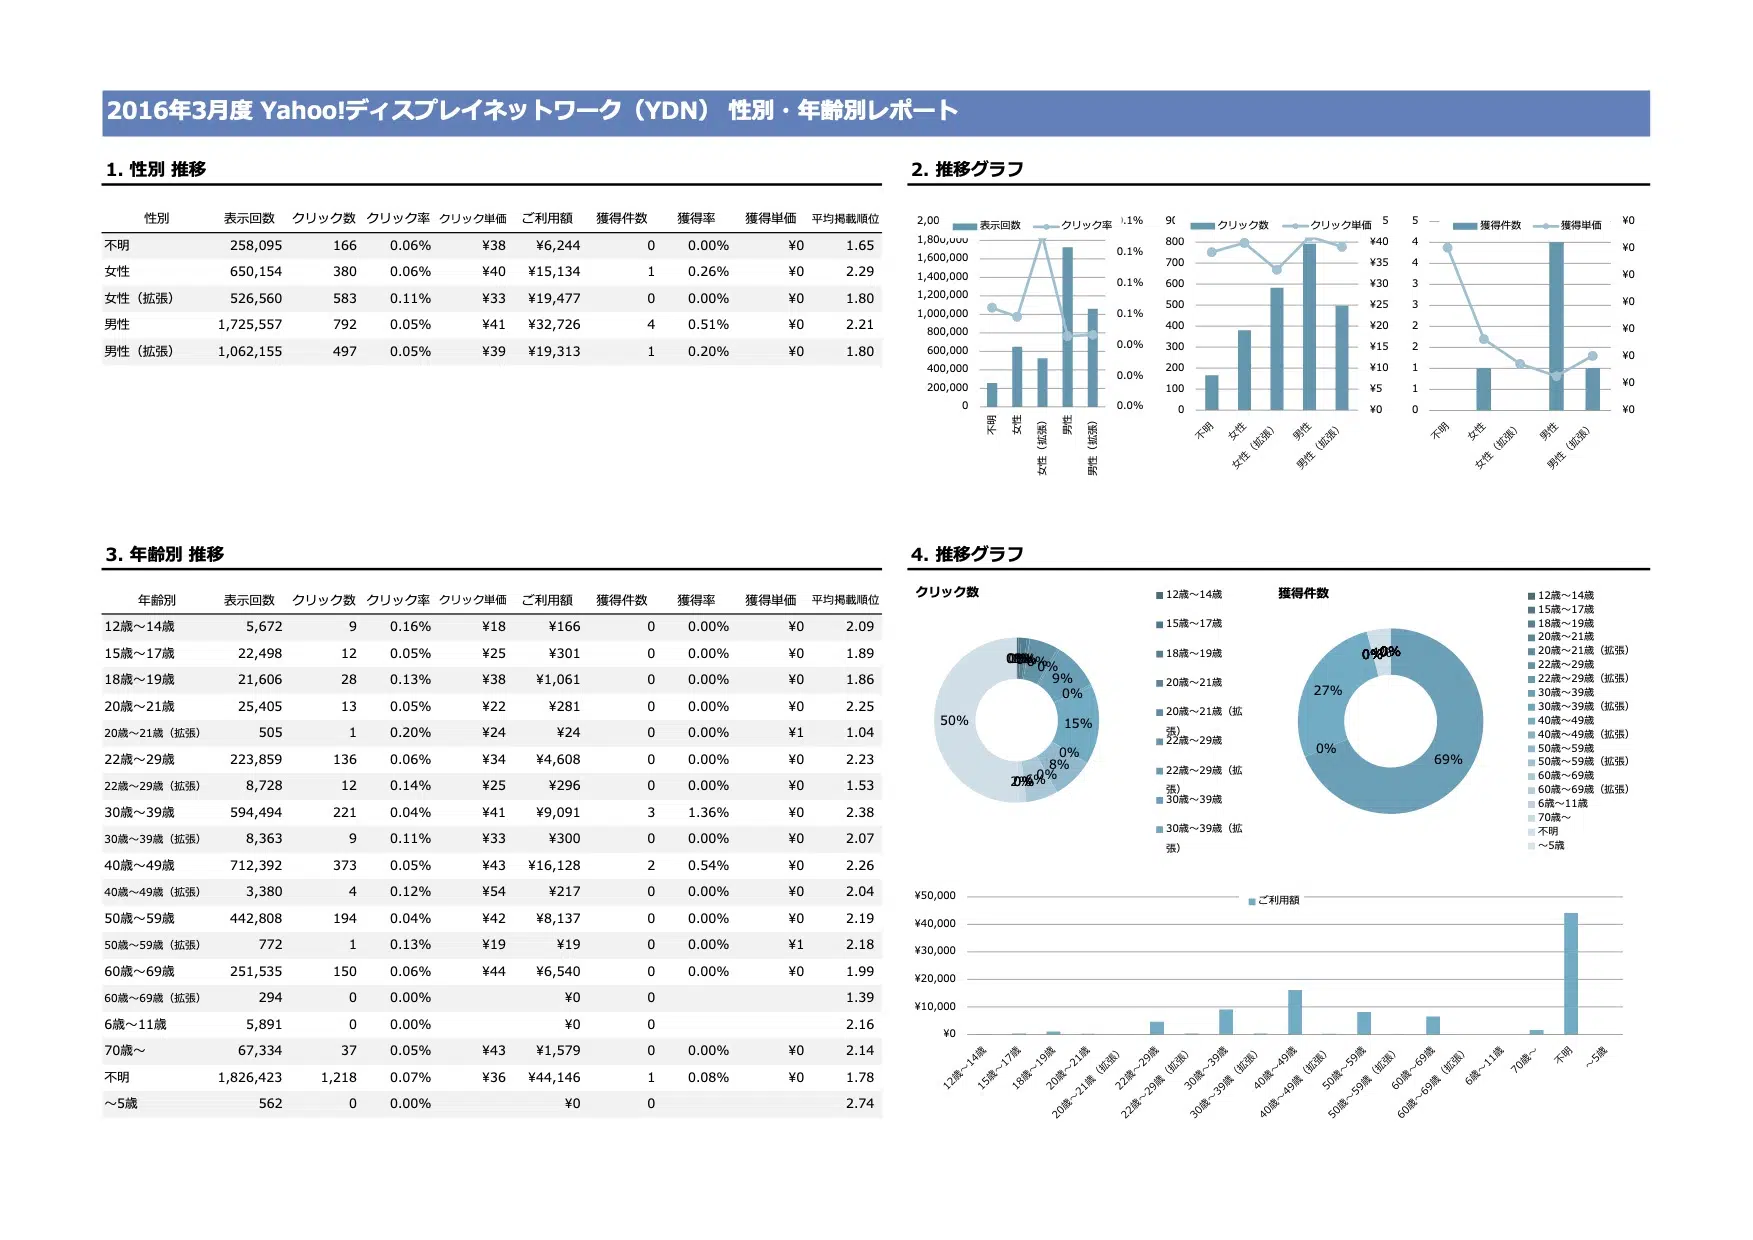 2016年3月度 Yahoo!ディスプレイネットワーク（YDN） 性別・年齢別レポート
1. 性別 推移
性別 表示回数 クリック数 クリック率 クリック単価 ご利用額 獲得件数 獲得率 獲得単価 平均掲載順位
不明 258,095 166 0.06% ¥38 ¥6,244 0 0.00% ¥0 1.65
女性 650,154 380 0.06% ¥40 ¥15,134 1 0.26% ¥0 2.29
女性（拡張） 526,560 583 0.11% ¥33 ¥19,477 0 0.00% ¥0 1.80
男性 1,725,557 792 0.05% ¥41 ¥32,726 4 0.51% ¥0 2.21
男性（拡張） 1,062,155 497 0.05% ¥39 ¥19,313 1 0.20% ¥0 1.80
2. 推移グラフ
表示回数 クリック率
2,00
1,800,000
1,600,000
1,400,000
1,200,000
1,000,000
800,000
600,000
400,000
200,000
0
0.1%
0.1%
0.1%
0.0%
0.0%
0.0%
不明
女性
女性（拡張）
男性
男性（拡張）
クリック数 クリック単価
800
700
600
500
400
300
200
100
0
5
¥40
¥35
¥30
¥25
¥20
¥15
¥10
¥5
¥0
不明
女性
女性（拡張）
男性
男性（拡張）
獲得件数 獲得単価
5
4
4
3
3
2
2
1
1
0
¥0
¥0
¥0
¥0
¥0
¥0
¥0
¥0
不明
女性
女性（拡張）
男性
男性（拡張）
3. 年齢別 推移
年齢別 表示回数 クリック数 クリック率 クリック単価 ご利用額 獲得件数 獲得率 獲得単価 平均掲載順位
12歳～14歳 5,672 9 0.16% ¥18 ¥166 0 0.00% ¥0 2.09
15歳～17歳 22,498 12 0.05% ¥25 ¥301 0 0.00% ¥0 1.89
18歳～19歳 21,606 28 0.13% ¥38 ¥1,061 0 0.00% ¥0 1.86
20歳～21歳 25,405 13 0.05% ¥22 ¥281 0 0.00% ¥0 2.25
20歳～21歳（拡張） 505 1 0.20% ¥24 ¥24 0 0.00% ¥1 1.04
22歳～29歳 223,859 136 0.06% ¥34 ¥4,608 0 0.00% ¥0 2.23
22歳～29歳（拡張） 8,728 12 0.14% ¥25 ¥296 0 0.00% ¥0 1.53
30歳～39歳 594,494 221 0.04% ¥41 ¥9,091 3 1.36% ¥0 2.38
30歳～39歳（拡張） 8,363 9 0.11% ¥33 ¥300 0 0.00% ¥0 2.07
40歳～49歳 712,392 373 0.05% ¥43 ¥16,128 2 0.54% ¥0 2.26
40歳～49歳（拡張） 3,380 4 0.12% ¥54 ¥217 0 0.00% ¥0 2.04
50歳～59歳 442,808 194 0.04% ¥42 ¥8,137 0 0.00% ¥0 2.19
50歳～59歳（拡張） 772 1 0.13% ¥19 ¥19 0 0.00% ¥1 2.18
60歳～69歳 251,535 150 0.06% ¥44 ¥6,540 0 0.00% ¥0 1.99
60歳～69歳（拡張） 294 0 0.00% ¥0 0 1.39
6歳～11歳 5,891 0 0.00% ¥0 0 2.16
70歳～ 67,334 37 0.05% ¥43 ¥1,579 0 0.00% ¥0 2.14
不明 1,826,423 1,218 0.07% ¥36 ¥44,146 1 0.08% ¥0 1.78
～5歳 562 0 0.00% ¥0 0 2.74
4. 推移グラフ
クリック数
0%
9%
0%
15%
0%
8%
0%
50%
12歳～14歳
15歳～17歳
18歳～19歳
20歳～21歳
20歳～21歳（拡
張）
22歳～29歳
22歳～29歳（拡
張）
30歳～39歳
30歳～39歳（拡
張）
獲得件数
27%
0%
69%
12歳～14歳
15歳～17歳
18歳～19歳
20歳～21歳
20歳～21歳（拡張）
22歳～29歳
22歳～29歳（拡張）
30歳～39歳
30歳～39歳（拡張）
40歳～49歳
40歳～49歳（拡張）
50歳～59歳
50歳～59歳（拡張）
60歳～69歳
60歳～69歳（拡張）
6歳～11歳
70歳～
不明
～5歳
ご利用額
¥50,000
¥40,000
¥30,000
¥20,000
¥10,000
¥0
12歳～14歳
15歳～17歳
18歳～19歳
20歳～21歳
20歳～21歳（拡張）
22歳～29歳
22歳～29歳（拡張）
30歳～39歳
30歳～39歳（拡張）
40歳～49歳
40歳～49歳（拡張）
50歳～59歳
50歳～59歳（拡張）
60歳～69歳
60歳～69歳（拡張）
6歳～11歳
70歳～
不明
～5歳